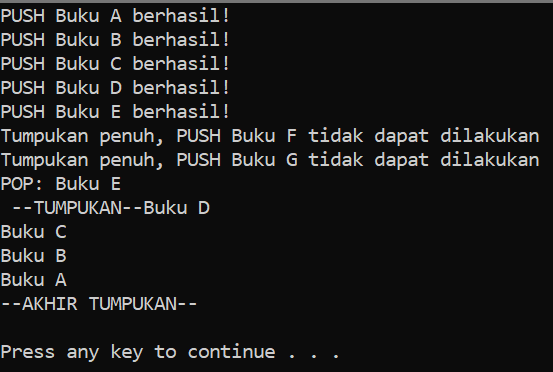 PUSH Buku A berhasil!
PUSH Buku B berhasil!
PUSH Buku C berhasil!
PUSH Buku D berhasil!
PUSH Buku E berhasil!
Tumpukan penuh, PUSH Buku F tidak dapat dilakukan
Tumpukan penuh, PUSH Buku G tidak dapat dilakukan
POP: Buku E
 --TUMPUKAN--Buku D
Buku C
Buku B
Buku A
--AKHIR TUMPUKAN--
Press any key to continue . . .